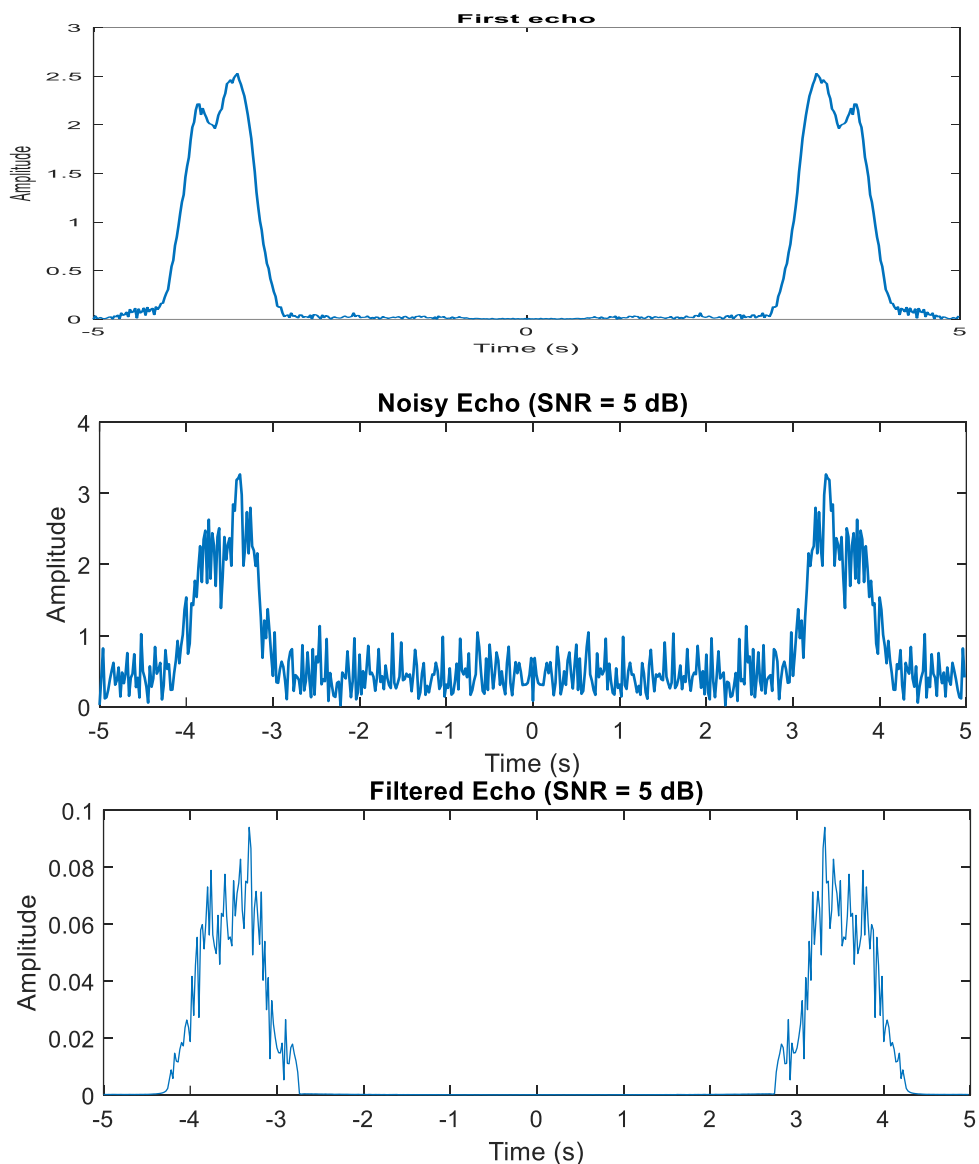 First echo
3
2.5
2
1.5
1
0.5
0
Amplitude
-5 0 5
Time (s)
Noisy Echo (SNR = 5 dB)
4
3
2
1
0
Amplitude
-5 -4 -3 -2 -1 0 1 2 3 4 5
Time (s)
Filtered Echo (SNR = 5 dB)
0.1
0.08
0.06
0.04
0.02
0
Amplitude
-5 -4 -3 -2 -1 0 1 2 3 4 5
Time (s)